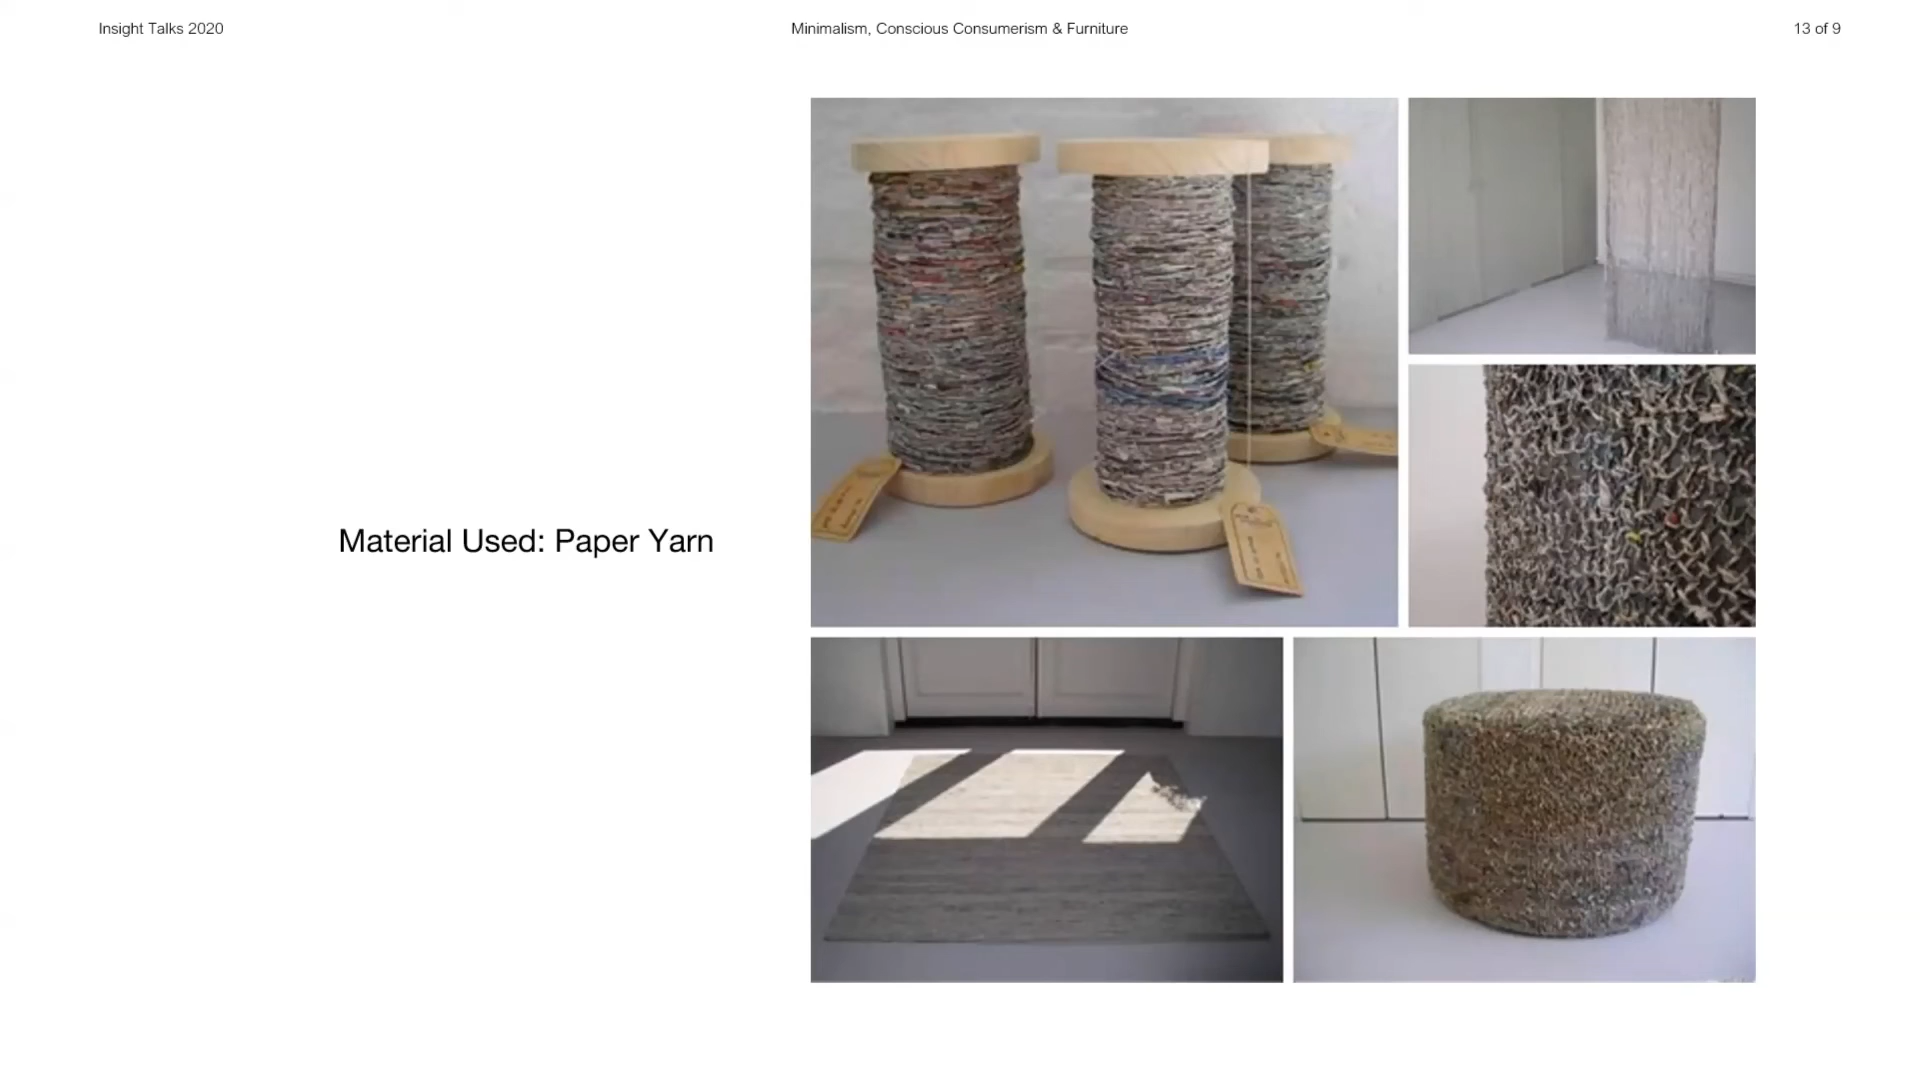 Insight Talks 2020
Minimalism, Conscious Consumerism & Furniture
13 of 9
Material Used: Paper Yarn